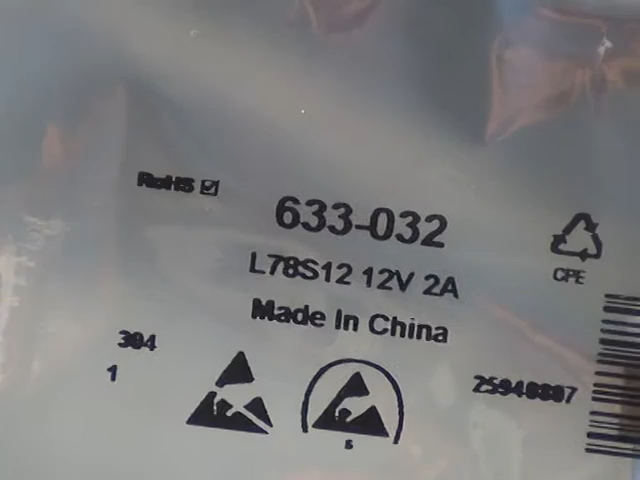 RoHS
633-032
L78S12 12V 2A
CPE
Made In China
304
1
S